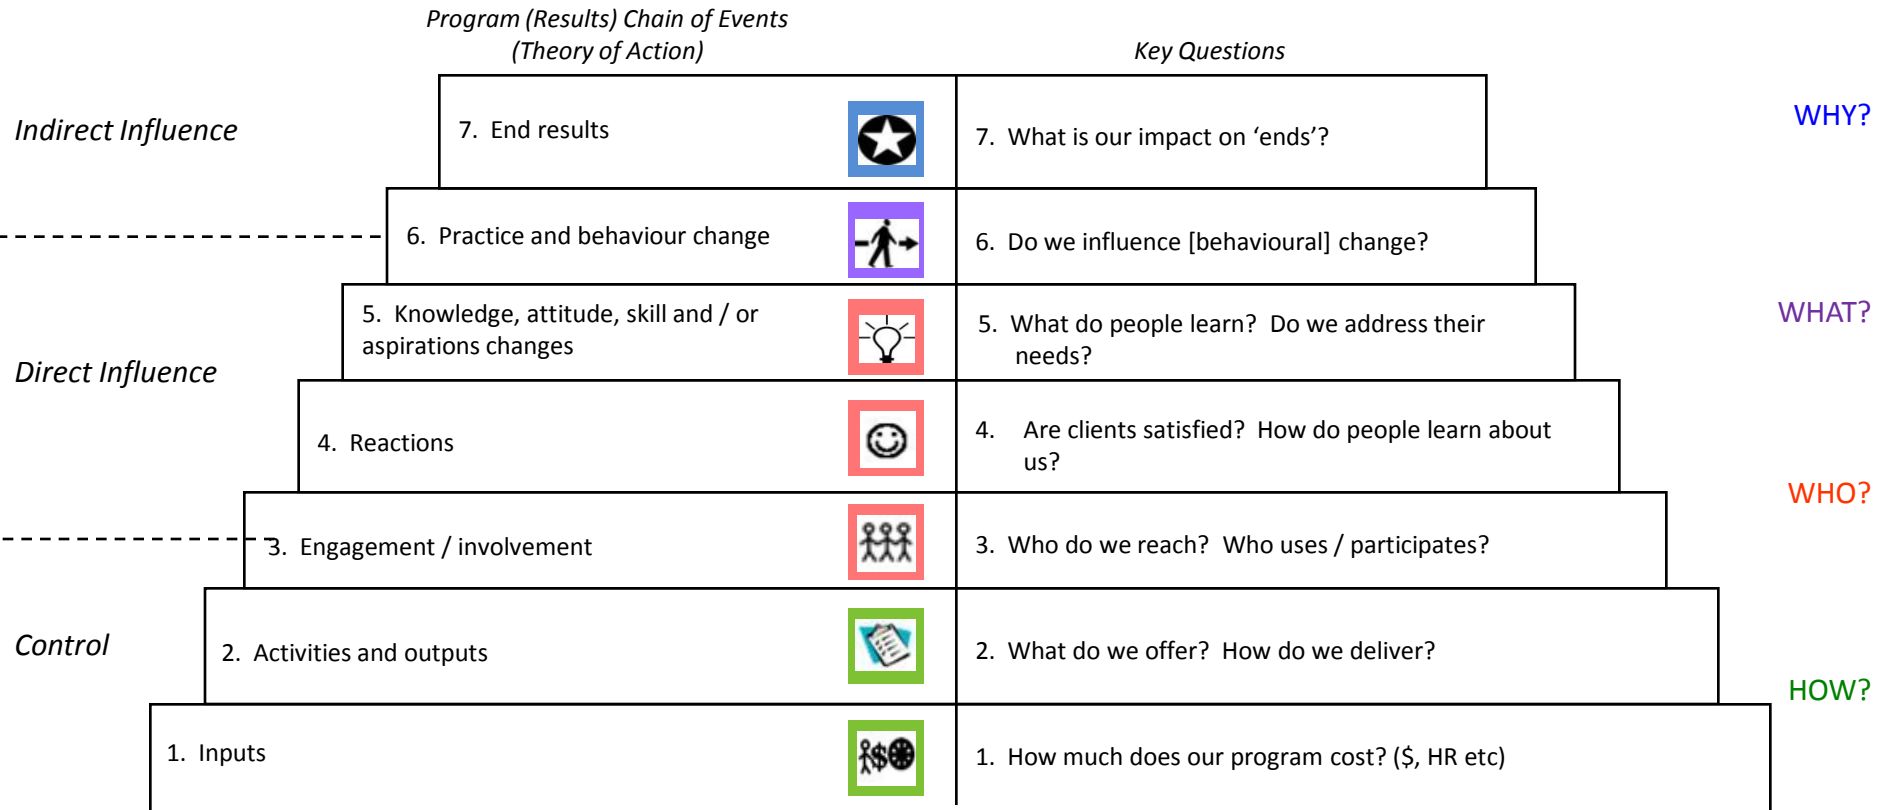 Program (Results) Chain of Events
(Theory of Action)
Key Questions
Indirect Influence
7. End results
7. What is our impact on ‘ends’?
WHY?
6. Practice and behaviour change
6. Do we influence [behavioural] change?
5. Knowledge, attitude, skill and / or
aspirations changes
5. What do people learn? Do we address their
needs?
WHAT?
Direct Influence
4. Reactions
4. Are clients satisfied? How do people learn about
us?
WHO?
3. Engagement / involvement
3. Who do we reach? Who uses / participates?
Control
2. Activities and outputs
2. What do we offer? How do we deliver?
HOW?
1. Inputs
$
1. How much does our program cost? ($, HR etc)